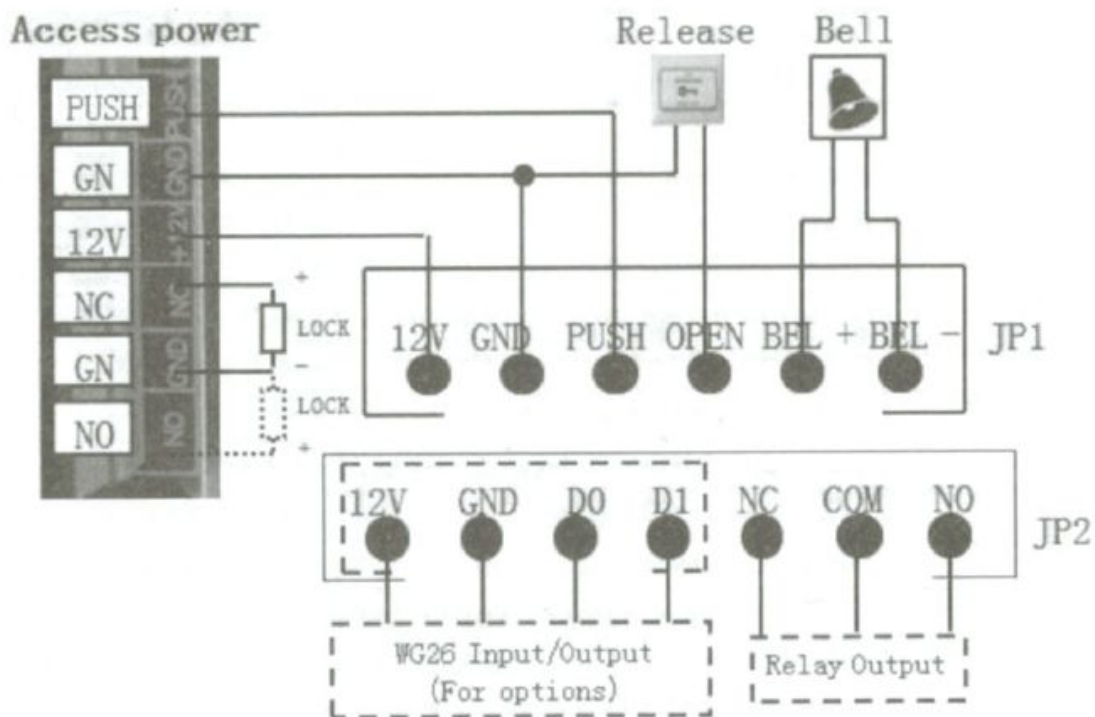 Access power
Release
Bell
PUSH PUSH
GN GND
12V +12V
NC NC
GN GND
NO NO
+
LOCK
-
LOCK
+
12V GND PUSH OPEN BEL + BEL - JP1
12V GND D0 D1 NC COM NO JP2
WG26 Input/Output
(For options)
Relay Output